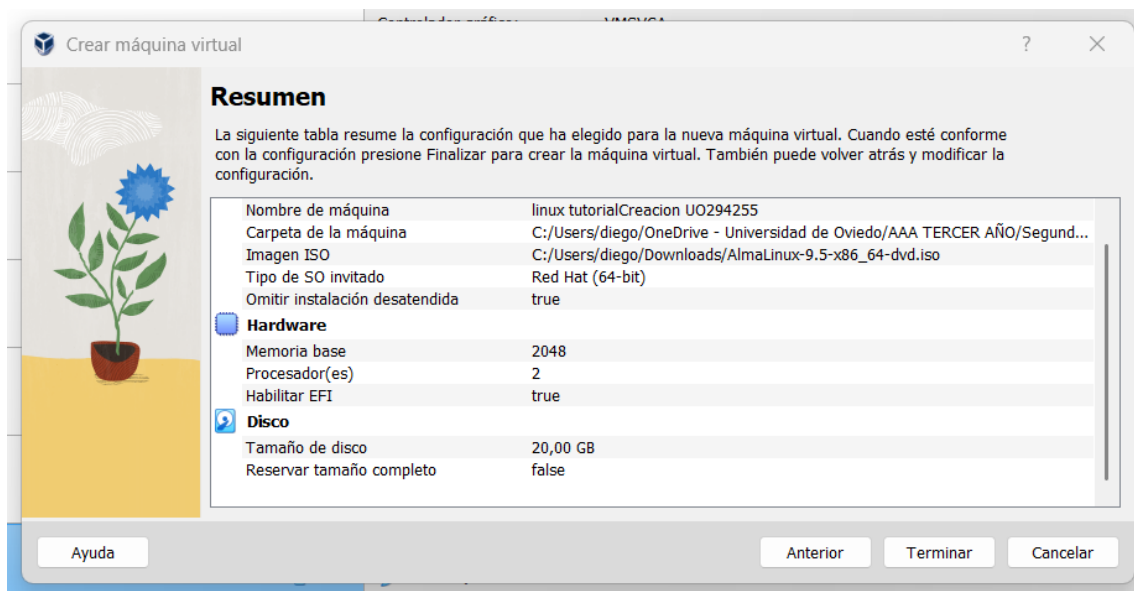 Crear máquina virtual
?
Resumen
La siguiente tabla resume la configuración que ha elegido para la nueva máquina virtual. Cuando esté conforme
con la configuración presione Finalizar para crear la máquina virtual. También puede volver atrás y modificar la
configuración.
Nombre de máquina linux tutorialCreacion UO294255
Carpeta de la máquina C:/Users/diego/OneDrive - Universidad de Oviedo/AAA TERCER AÑO/Segund...
Imagen ISO C:/Users/diego/Downloads/AlmaLinux-9.5-x86_64-dvd.iso
Tipo de SO invitado Red Hat (64-bit)
Omitir instalación desatendida true
Hardware
Memoria base 2048
Procesador(es) 2
Habilitar EFI true
Disco
Tamaño de disco 20,00 GB
Reservar tamaño completo false
Ayuda Anterior Terminar Cancelar